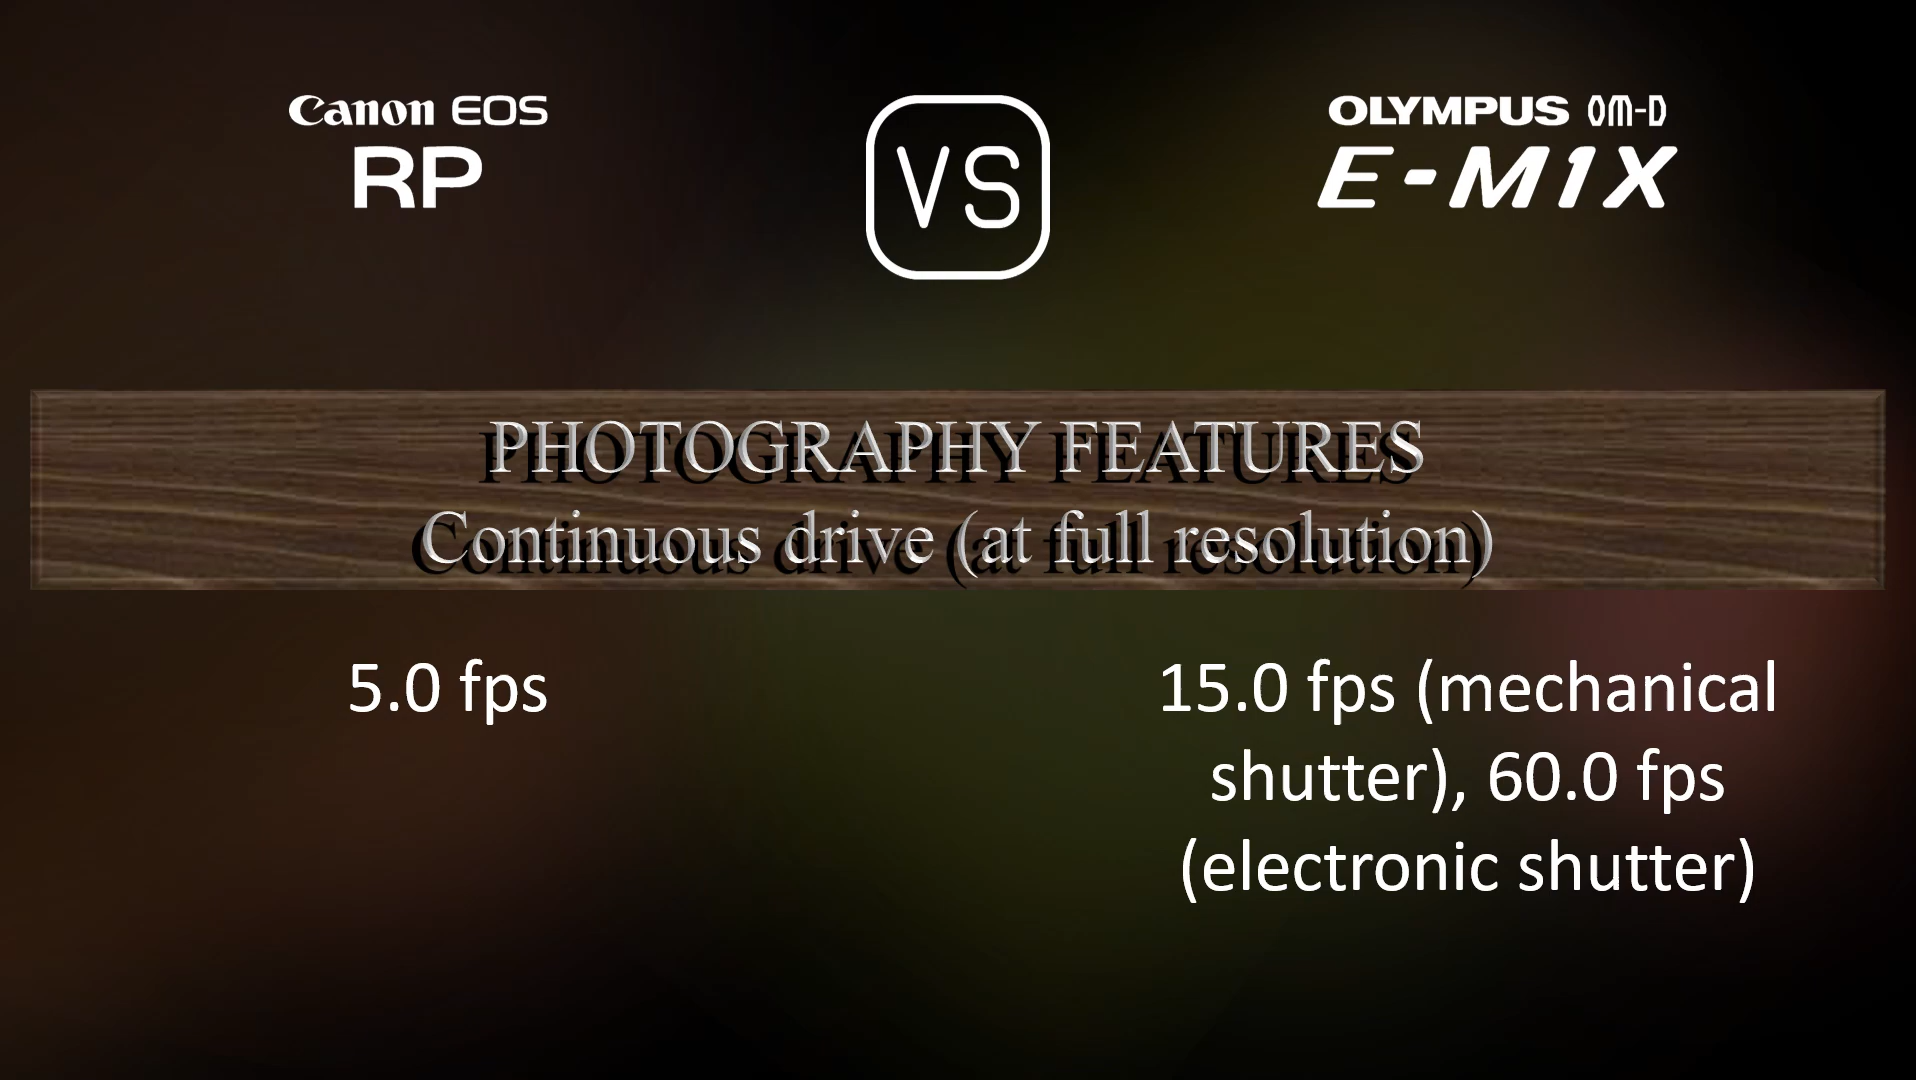 Canon EOS
RP
VS
OLYMPUS OM-D
E-M1X
PHOTOGRAPHY FEATURES
Continuous drive (at full resolution)
5.0 fps
15.0 fps (mechanical
shutter), 60.0 fps
(electronic shutter)